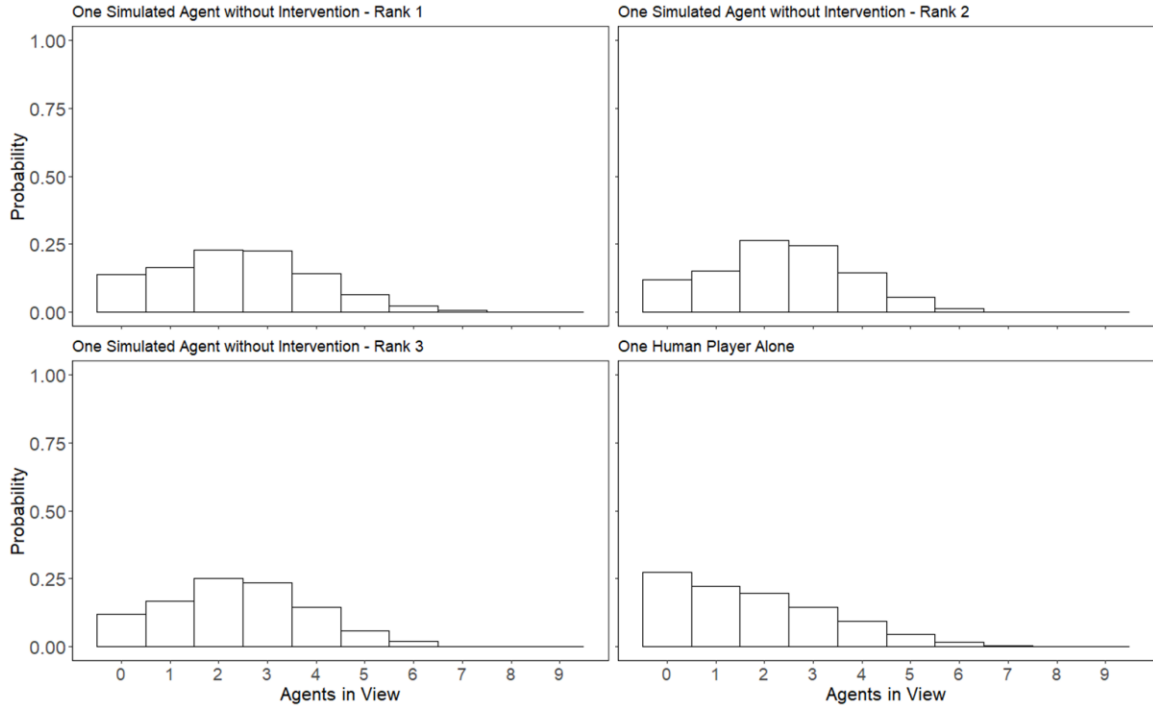 One Simulated Agent without Intervention - Rank 1
One Simulated Agent without Intervention - Rank 2
1.00
0.75
0.50
0.25
0.00
Probability
One Simulated Agent without Intervention - Rank 3
One Human Player Alone
1.00
0.75
0.50
0.25
0.00
Probability
0 1 2 3 4 5 6 7 8 9
0 1 2 3 4 5 6 7 8 9
Agents in View
Agents in View